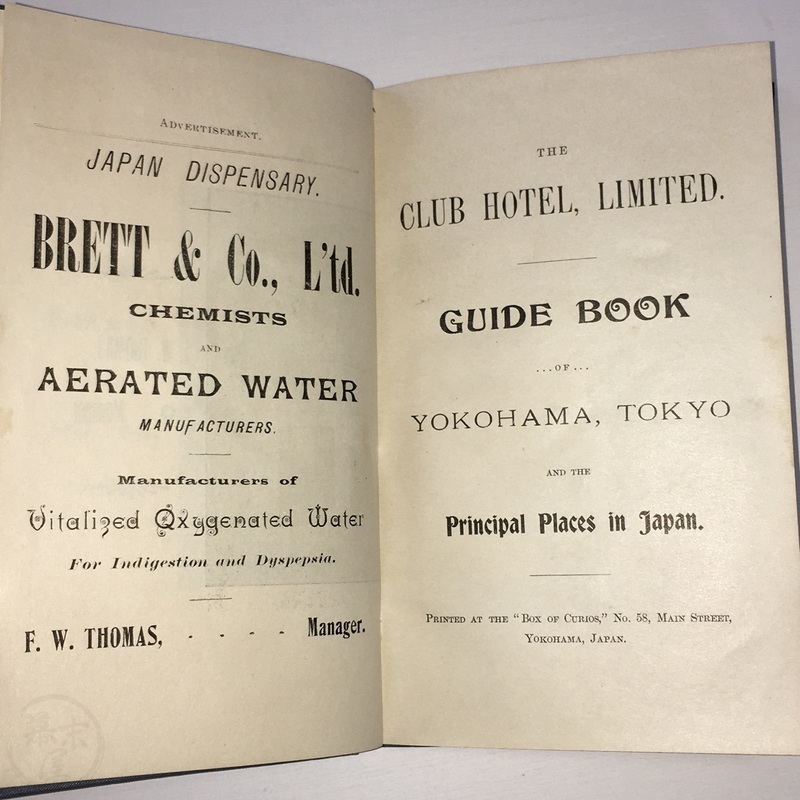 ADVERTISEMENT.
JAPAN DISPENSARY.
BRETT & Co., L'td.
CHEMISTS
AND
AERATED WATER
MANUFACTURERS.
Manufacturers of
Vitalized Oxygenated Water
For Indigestion and Dyspepsia.
F. W. THOMAS, - - - - Manager.
THE
CLUB HOTEL, LIMITED.
GUIDE BOOK
...OF...
YOKOHAMA, TOKYO
AND THE
Principal Places in Japan.
PRINTED AT THE "BOX OF CURIOS," No. 58, MAIN STREET,
YOKOHAMA, JAPAN.